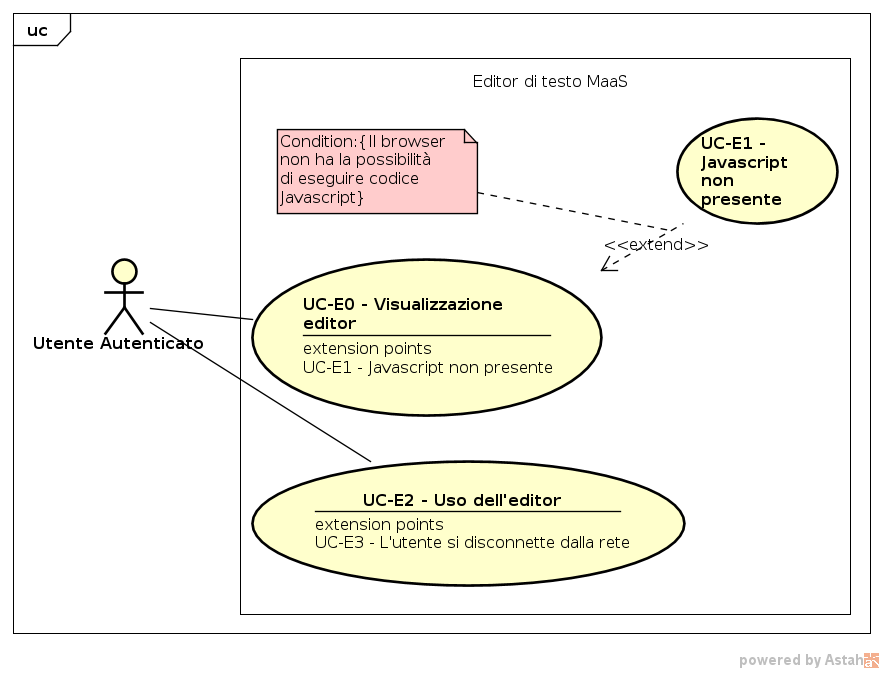 uc
Editor di testo MaaS
Condition:{Il browser
non ha la possibilità
di eseguire codice
Javascript}
UC-E1 -
Javascript
non
presente
<<extend>>
UC-E0 - Visualizzazione
editor
extension points
UC-E1 - Javascript non presente
Utente Autenticato
UC-E2 - Uso dell'editor
extension points
UC-E3 - L'utente si disconnette dalla rete
powered by Astah